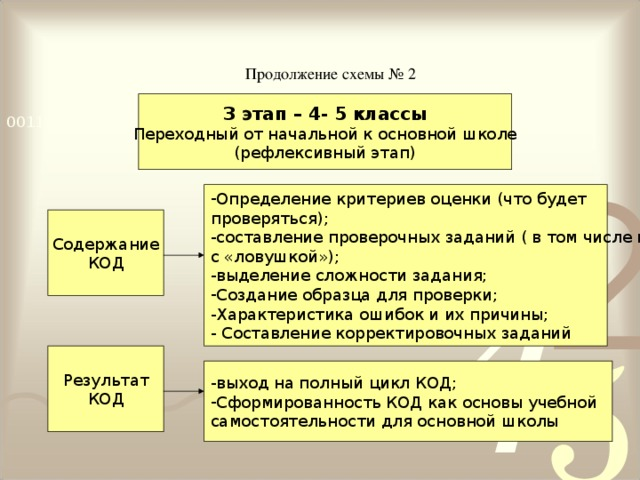 Продолжение схемы № 2
001
3 этап – 4- 5 классы
Переходный от начальной к основной школе
(рефлексивный этап)
Содержание
КОД
-Определение критериев оценки (что будет
проверяться);
-составление проверочных заданий ( в том числе
с «ловушкой»);
-выделение сложности задания;
-Создание образца для проверки;
-Характеристика ошибок и их причины;
- Составление корректировочных заданий
Результат
КОД
-выход на полный цикл КОД;
-Сформированность КОД как основы учебной
самостоятельности для основной школы